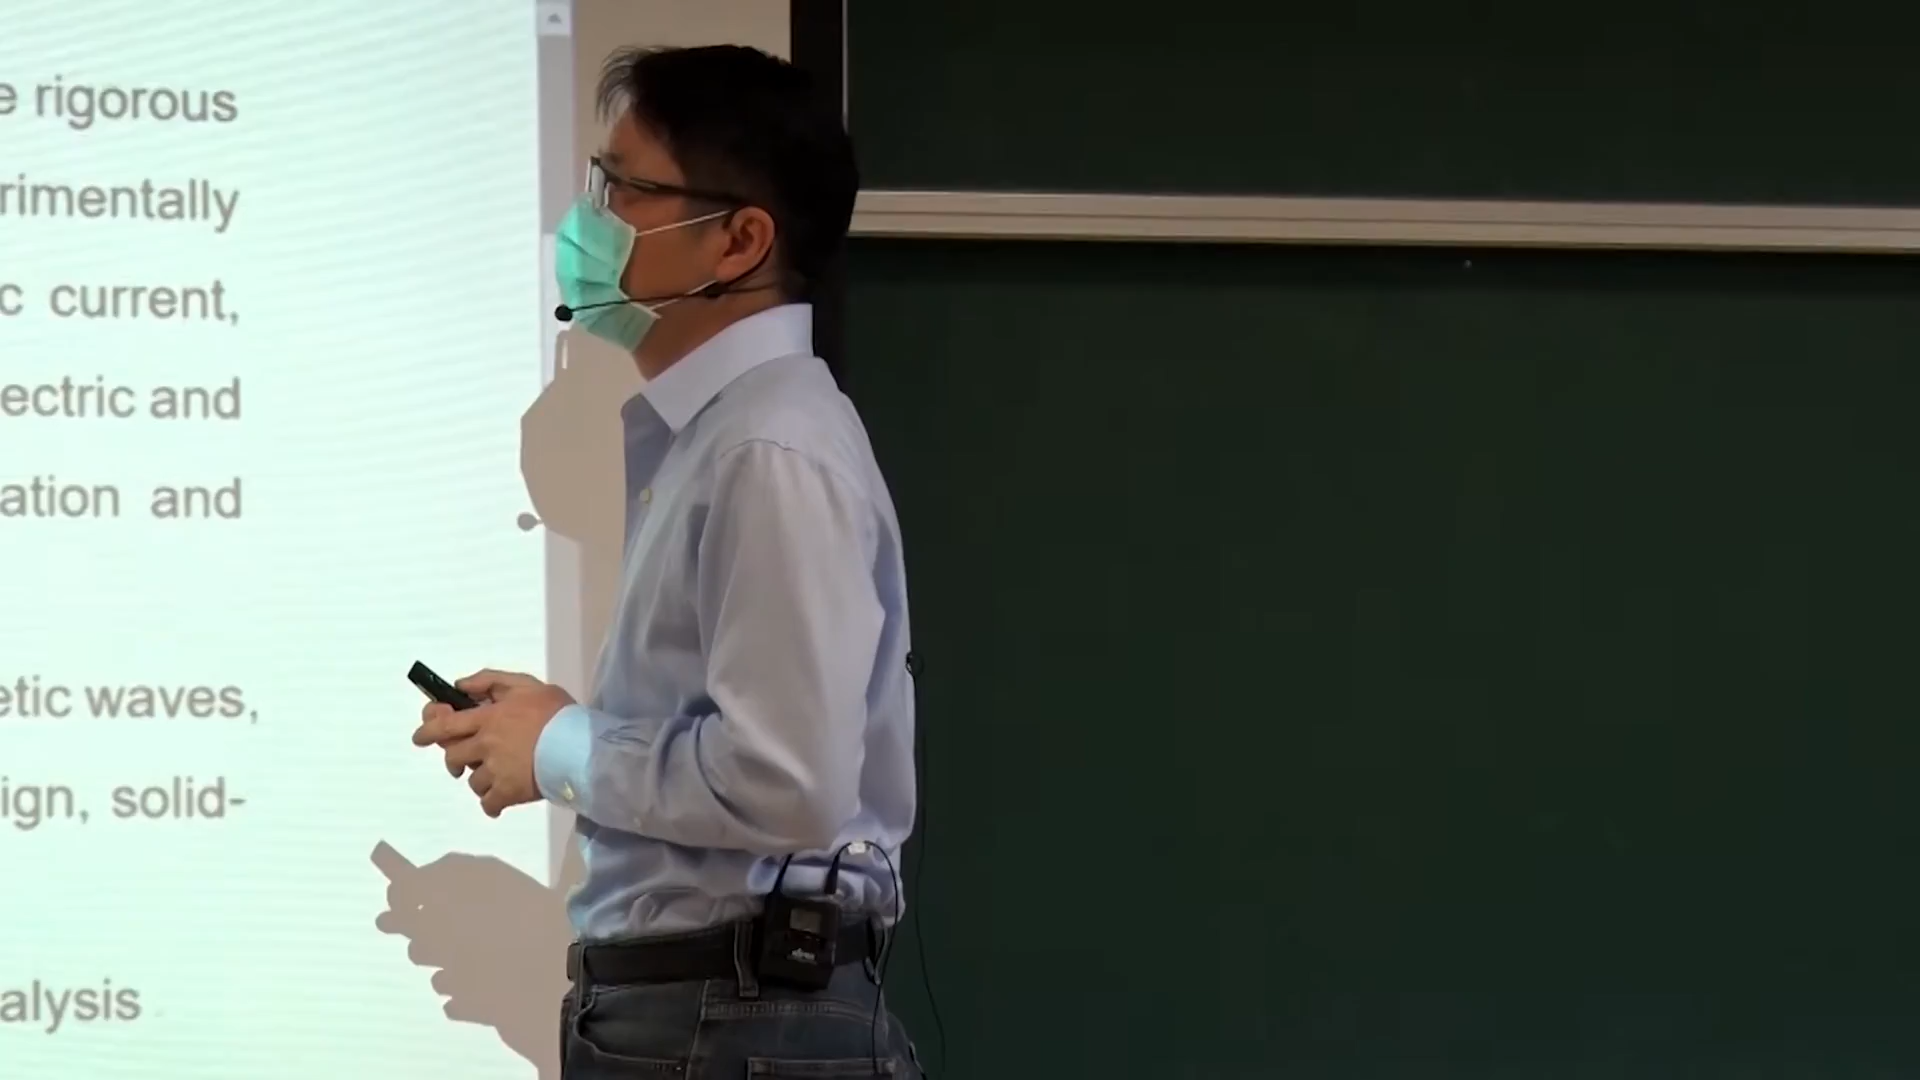 e rigorous
rimentally
c current,
ectric and
ation and
etic waves,
ign, solid-
alysis